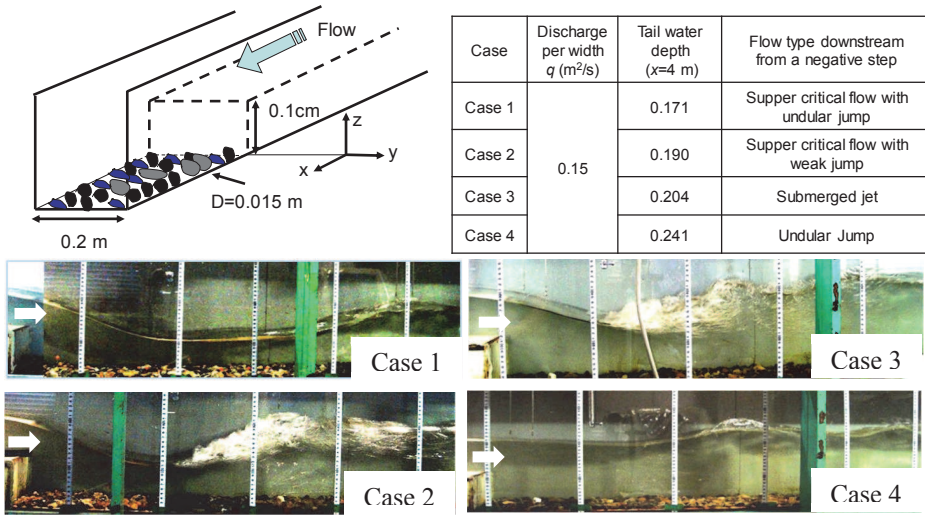 Flow
0.1cm
z
y
x
D=0.015 m
0.2 m
Case
Discharge
per width
q (m²/s)
Tail water
depth
(x=4 m)
Flow type downstream
from a negative step
Case 1
0.15
0.171
Supper critical flow with
undular jump
Case 2
0.190
Supper critical flow with
weak jump
Case 3
0.204
Submerged jet
Case 4
0.241
Undular Jump
Case 1
Case 3
Case 2
Case 4